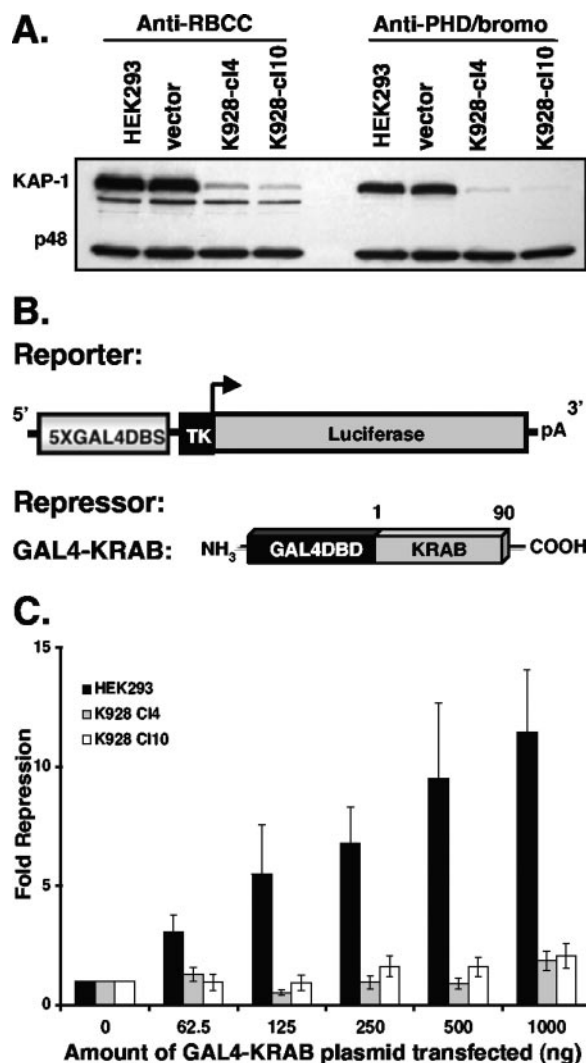 A.
Anti-RBCC Anti-PHD/bromo
HEK293 vector K928-cl4 K928-cl10 HEK293 vector K928-cl4 K928-cl10
KAP-1
p48
B.
Reporter:
5' 3'
5XGAL4DBS TK Luciferase pA
Repressor:
1 90
GAL4-KRAB: NH3 GAL4DBD KRAB COOH
C.
15
HEK293
K928 Cl4
K928 Cl10
10
5
0
Fold Repression
0 62.5 125 250 500 1000
Amount of GAL4-KRAB plasmid transfected (ng)